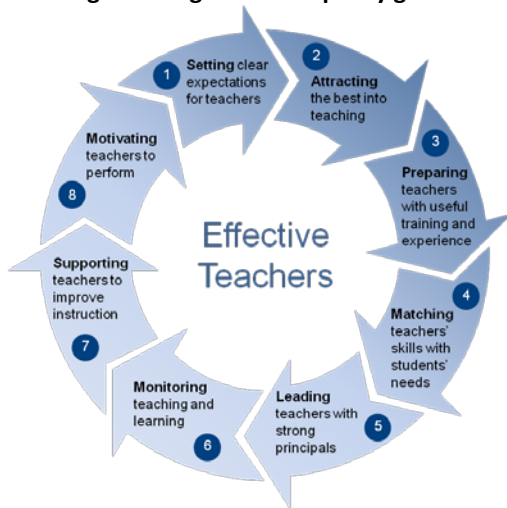 1
Setting clear
expectations
for teachers
2
Attracting
the best into
teaching
3
Preparing
teachers
with useful
training and
experience
4
Matching
teachers'
skills with
students'
needs
Leading
teachers with
strong
principals
5
Monitoring
teaching and
learning
6
Supporting
teachers to
improve
instruction
7
Motivating
teachers to
perform
8
Effective
Teachers